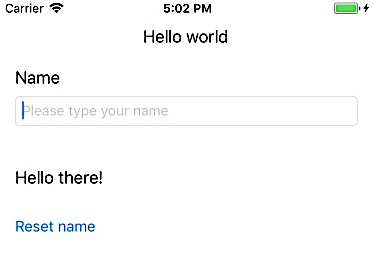 Carrier 5:02 PM
Hello world
Name
Please type your name
Hello there!
Reset name